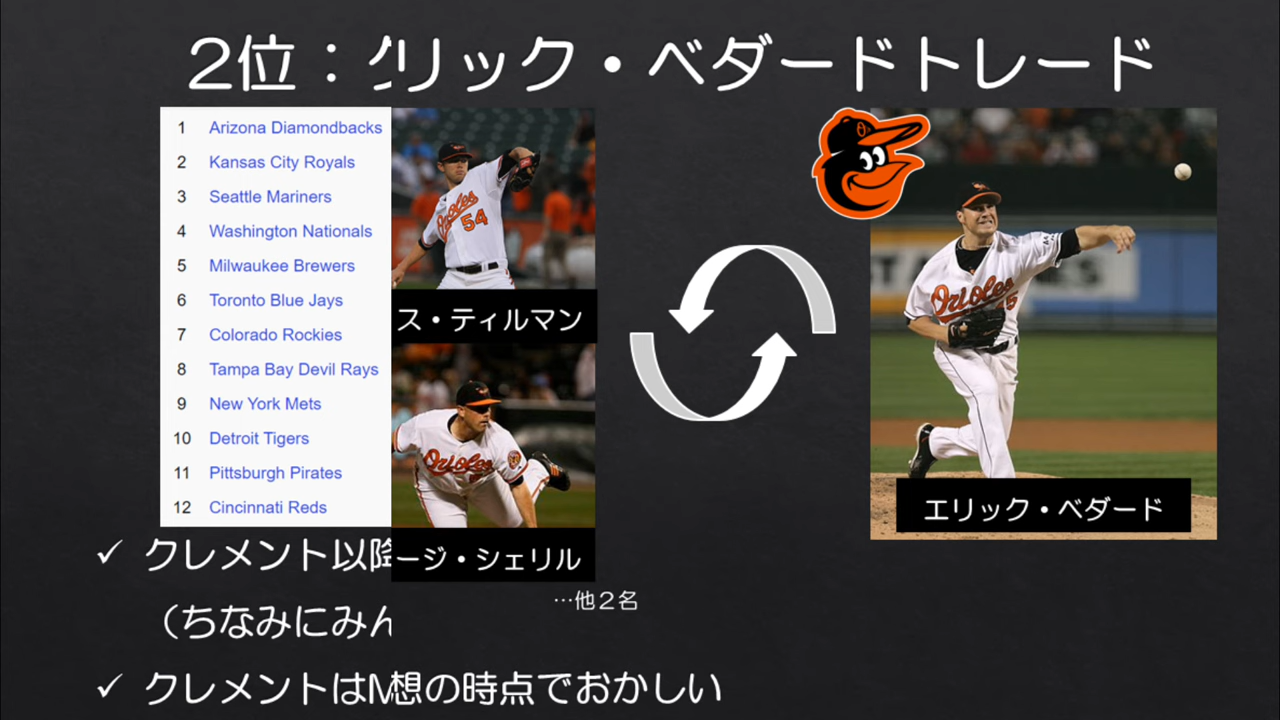 2位：クリック・ベダードトレード
1 Arizona Diamondbacks
2 Kansas City Royals
3 Seattle Mariners
4 Washington Nationals
5 Milwaukee Brewers
6 Toronto Blue Jays
7 Colorado Rockies
8 Tampa Bay Devil Rays
9 New York Mets
10 Detroit Tigers
11 Pittsburgh Pirates
12 Cincinnati Reds
Orioles
54
ス・ティルマン
Orioles
ージ・シェリル
…他２名
Orioles
エリック・ベダード
✓ クレメント以降
（ちなみにみん
✓ クレメントはM想の時点でおかしい